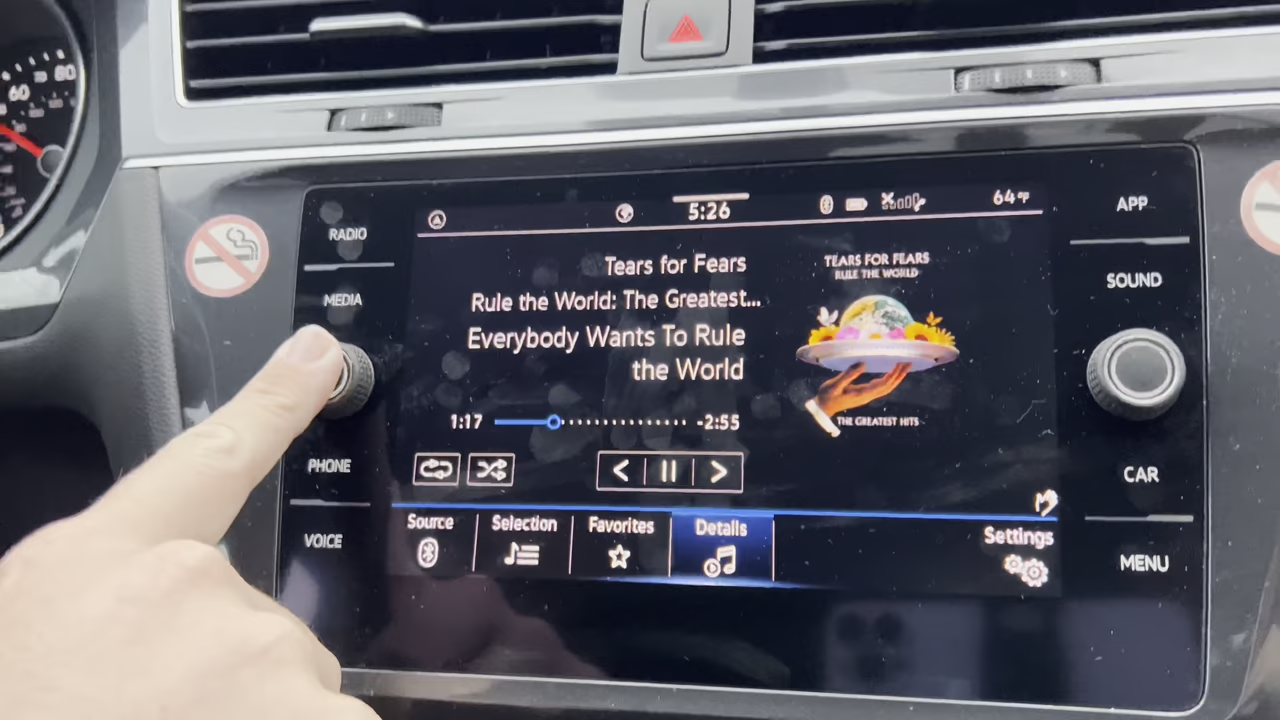 60
80
RADIO
MEDIA
PHONE
VOICE
5:26
64°F
Tears for Fears
Rule the World: The Greatest...
Everybody Wants To Rule
the World
1:17
-2:55
TEARS FOR FEARS
RULE THE WORLD
THE GREATEST HITS
Source
Selection
Favorites
Details
Settings
APP
SOUND
CAR
MENU